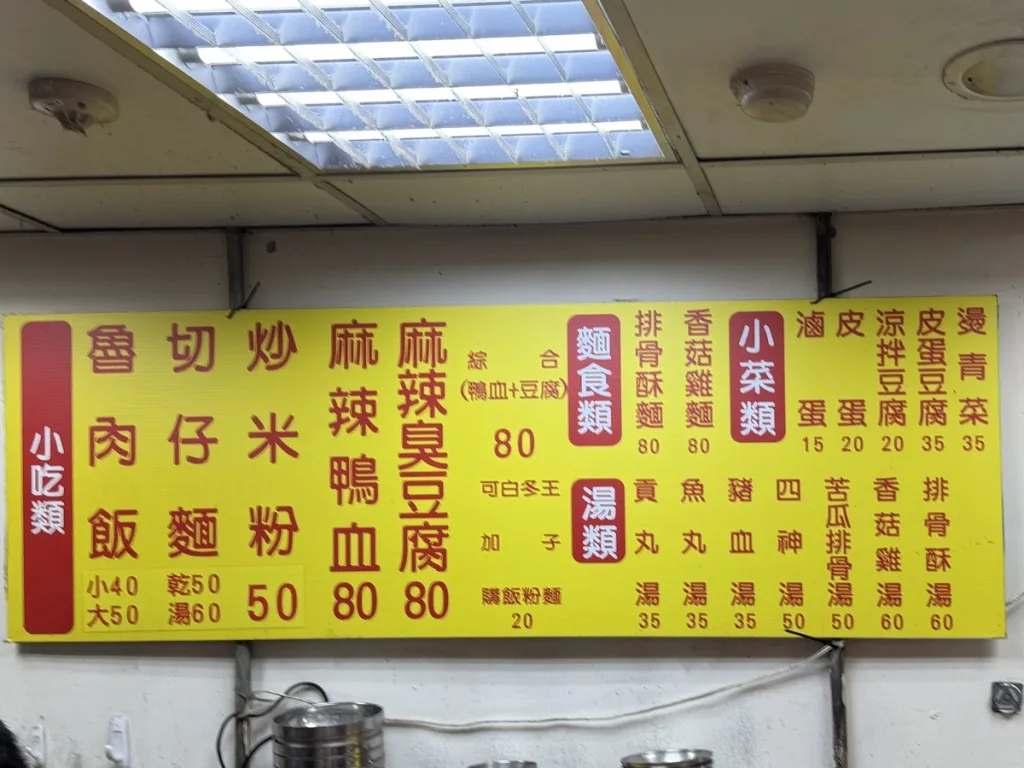 小吃類
魯肉飯
小40
大50
切仔麵
乾50
湯60
炒米粉
50
麻辣鴨血
80
麻辣臭豆腐
80
綜合
(鴨血+豆腐)
80
可加購
白飯
冬粉
王子麵
20
麵食類
排骨酥麵
80
香菇雞麵
80
小菜類
滷蛋
15
皮蛋
20
涼拌豆腐
20
皮蛋豆腐
35
燙青菜
35
湯類
貢丸湯
35
魚丸湯
35
豬血湯
35
四神湯
50
苦瓜排骨湯
50
香菇雞湯
60
排骨酥湯
60